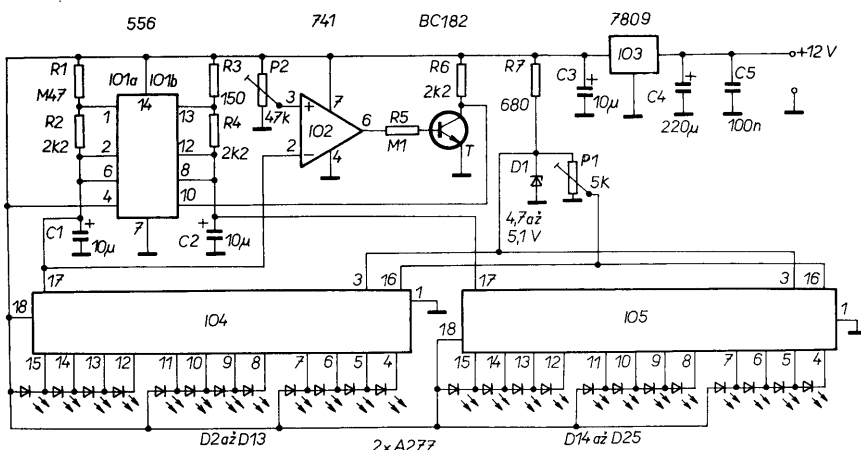 556 741 BC182 7809
R1 IO1a IO1b R3 P2 R6 R7 C3 IO3 +12 V
M47 14 150 3 7 2k2 10µ C4 C5
1 13 47k IO2 6 R5 680 220µ 100n
R2 R4 2 4 M1 T
2k2 2 12 2k2
6 8 D1 P1
4 10 5k
7 4,7 až
C1 10µ C2 10µ 5,1 V
17 3 16 17 3 16
18 IO4 1 18 IO5 1
15 14 13 12 11 10 9 8 7 6 5 4 15 14 13 12 11 10 9 8 7 6 5 4
D2 až D13 2×A277 D14 až D25